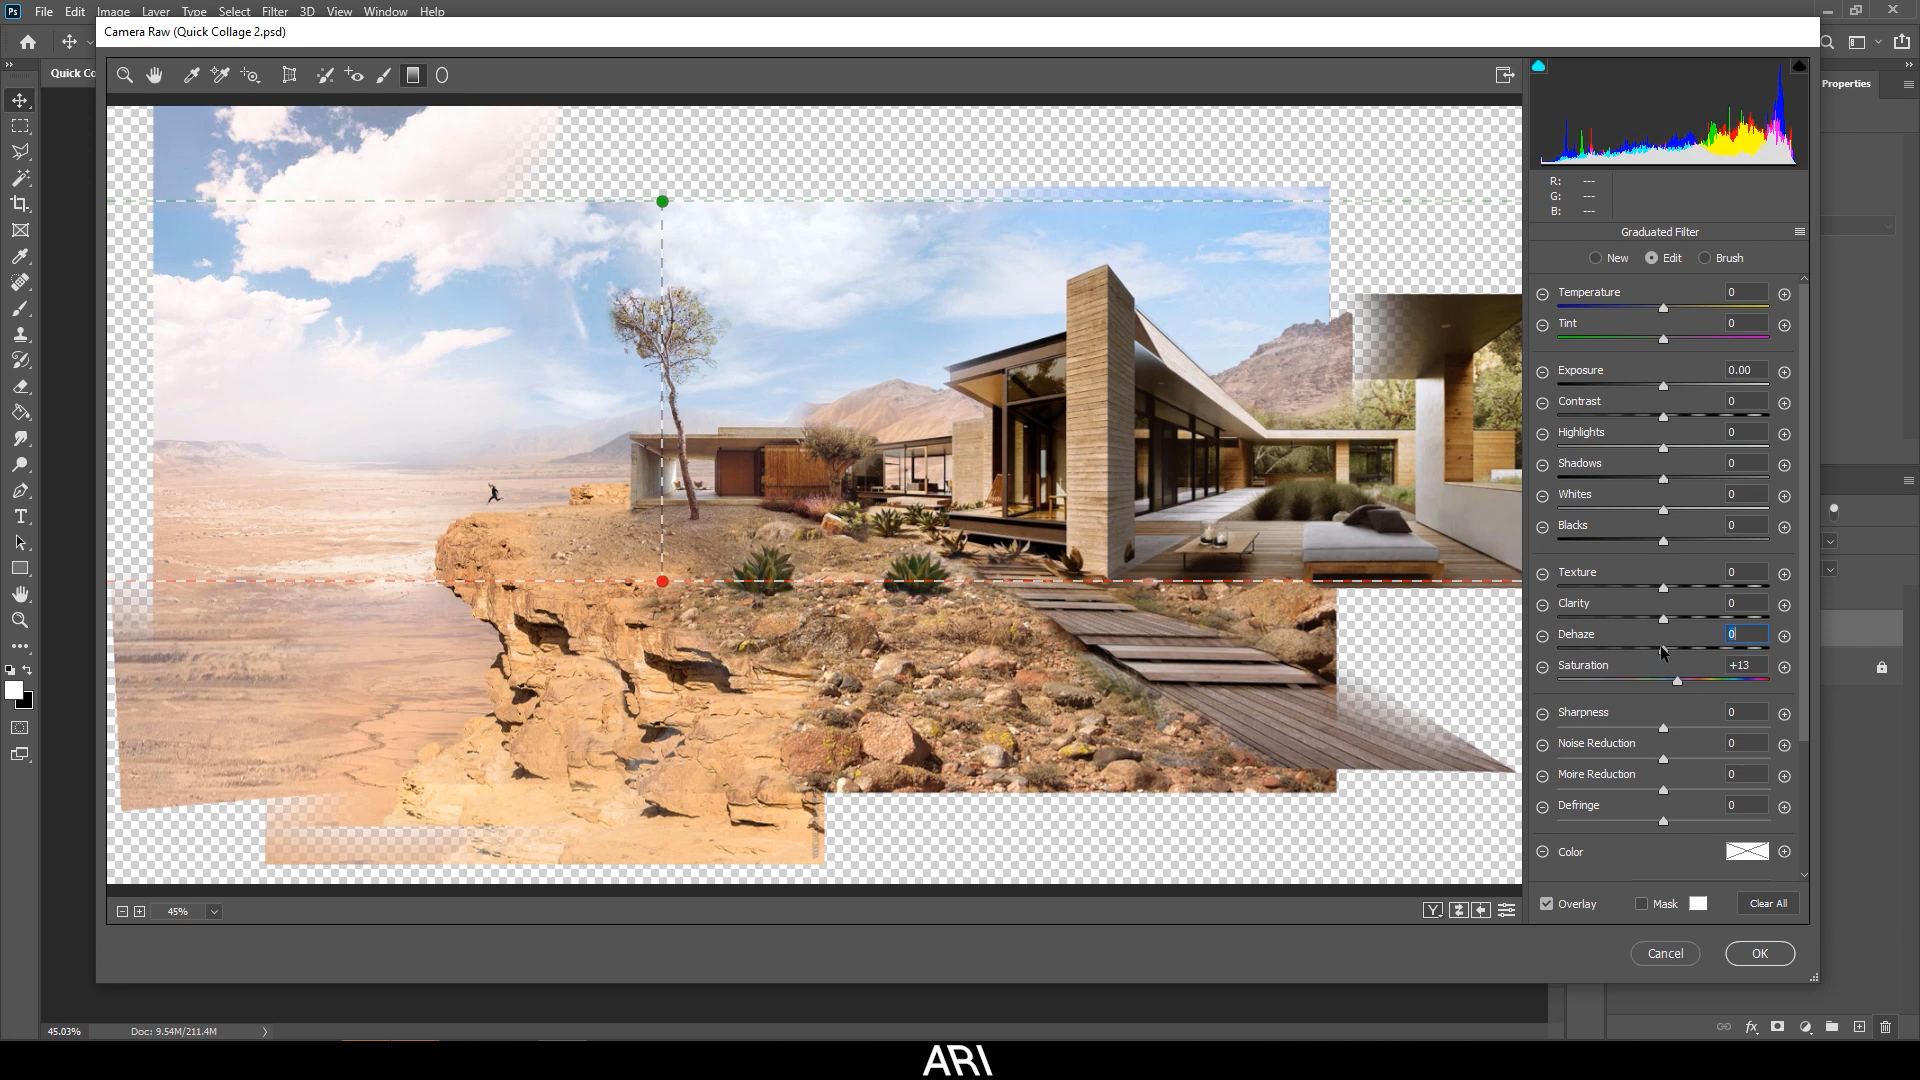 Ps File Edit Image Layer Type Select Filter 3D View Window Help
Camera Raw (Quick Collage 2.psd)
Quick Co
Properties
R: ---
G: ---
B: ---
Graduated Filter
New Edit Brush
Temperature 0
Tint 0
Exposure 0.00
Contrast 0
Highlights 0
Shadows 0
Whites 0
Blacks 0
Texture 0
Clarity 0
Dehaze 0
Saturation +13
Sharpness 0
Noise Reduction 0
Moire Reduction 0
Defringe 0
Color
45% Y
Overlay Mask Clear All
Cancel OK
45.03% Doc: 9.54M/211.4M
fx
ARI